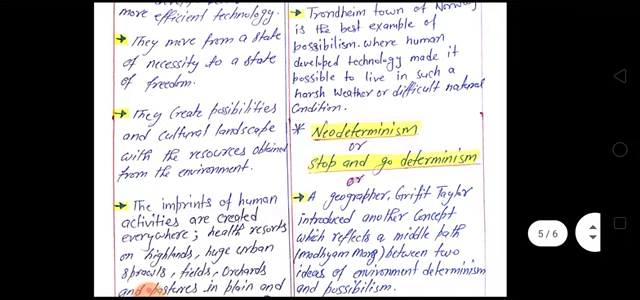 more efficient technology.
→ They move from a state
of necessity to a state
of freedom.
→ They Create posibilities
and cultural landscape
with the resources obtained
from the environment.
→ The imprints of human
activities are created
everywhere; health resorts
on highlands, huge urban
sprawls, fields, Orchards
and pastures in plain and
→ Trondheim town of Norway
is the best example of
possibilism. where human
developed technology made it
possible to live in such a
harsh weather or difficult natural
Condition.
* Neodeterminism
or
stop and go determinism
or
→ A geographer, Grifit Taylor
introduced another Concept
which reflects a middle path
(madhyam marg) between two
ideas of environment determinism
and possibilism.
5 / 6